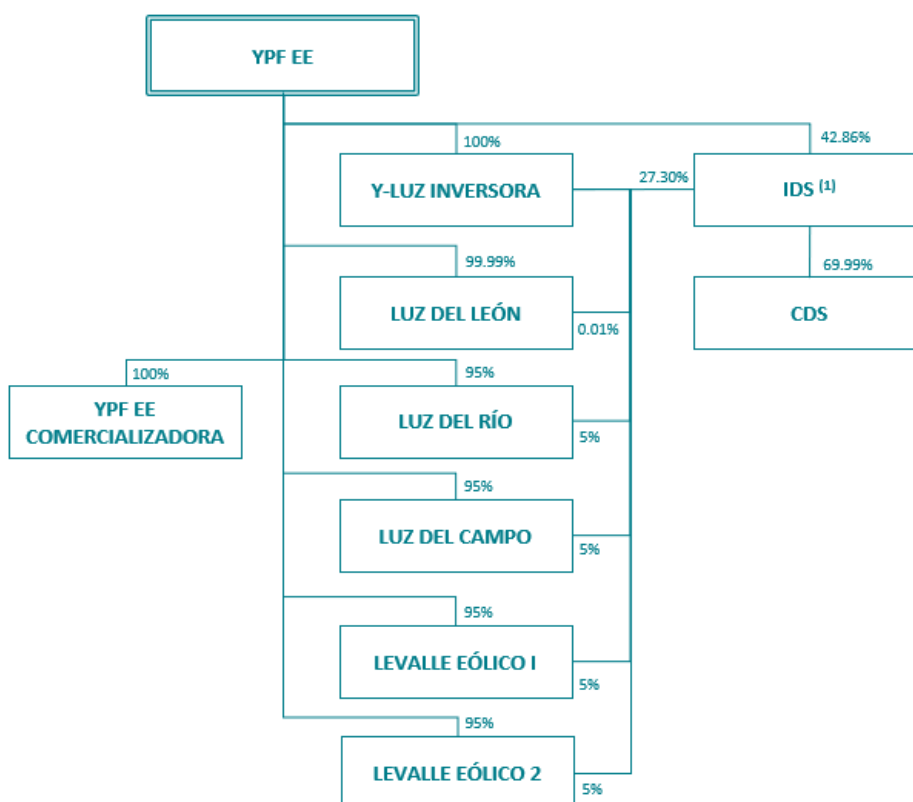 YPF EE
100%
42.86%
Y-LUZ INVERSORA
27.30%
IDS (1)
99.99%
69.99%
LUZ DEL LEÓN
0.01%
CDS
100%
95%
YPF EE
COMERCIALIZADORA
LUZ DEL RÍO
5%
95%
LUZ DEL CAMPO
5%
95%
LEVALLE EÓLICO I
5%
95%
LEVALLE EÓLICO 2
5%